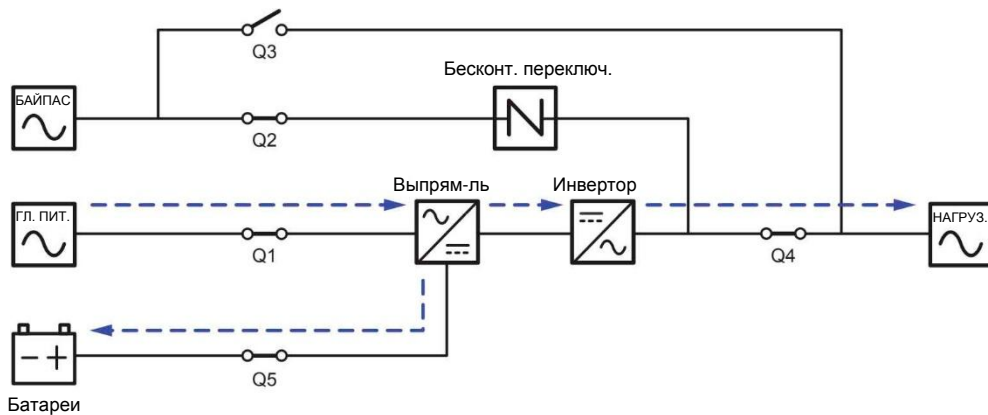 Q3
Бесконт. переключ.
БАЙПАС
Q2
Выпрям-ль
Инвертор
ГЛ. ПИТ.
НАГРУЗ.
Q1
Q4
Q5
Батареи